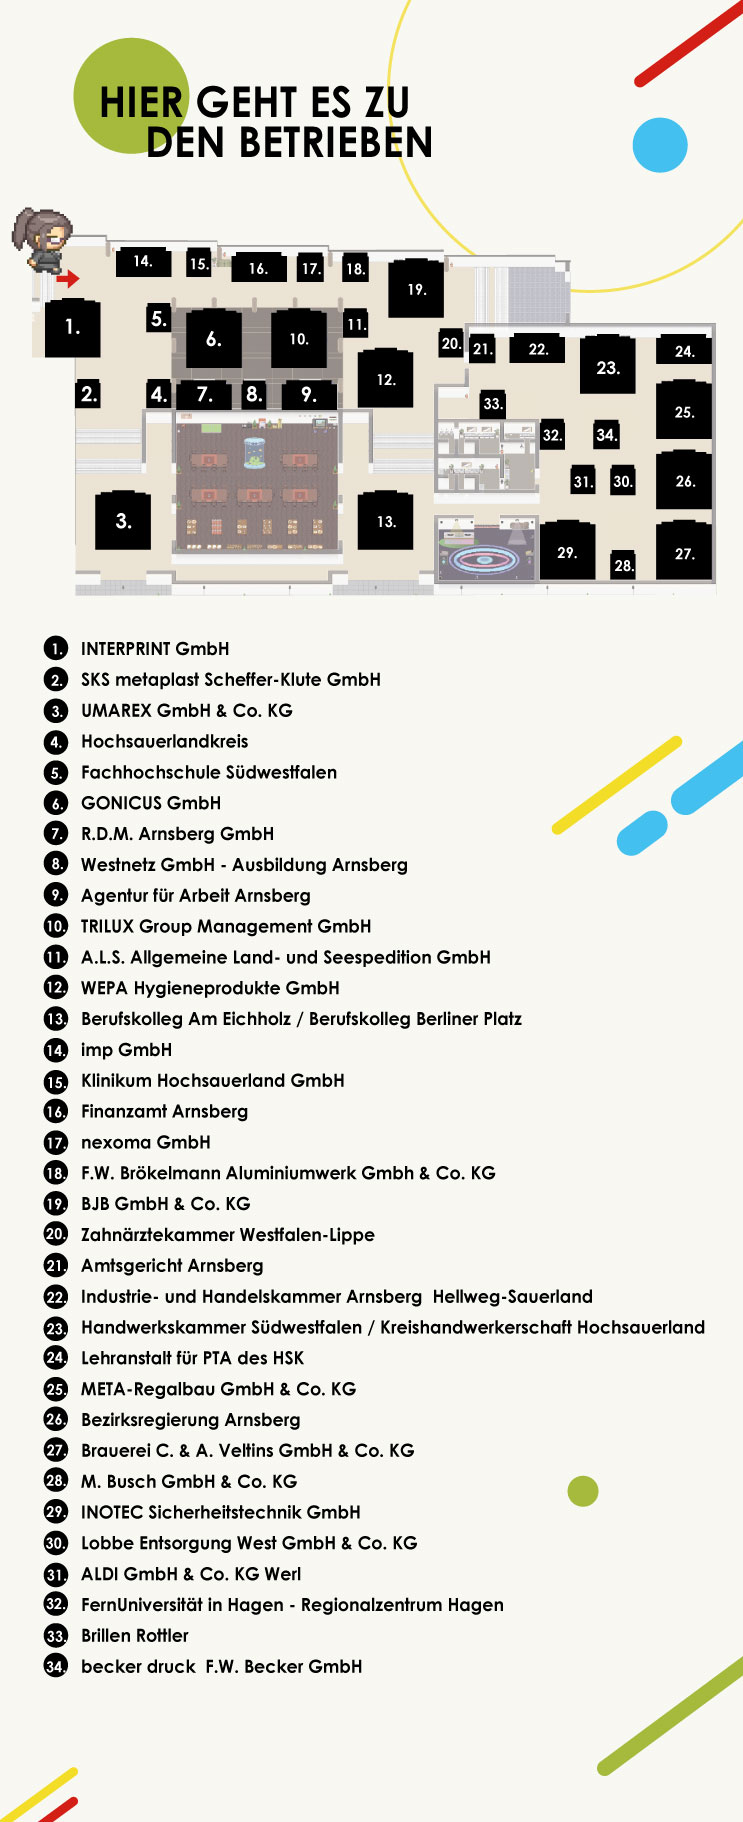 HIER GEHT ES ZU
DEN BETRIEBEN
14.
15.
16.
17.
18.
19.
1.
5.
6.
10.
11.
12.
20.
21.
22.
23.
24.
2.
4.
7.
8.
9.
33.
25.
32.
34.
3.
13.
31.
30.
26.
29.
28.
27.
1. INTERPRINT GmbH
2. SKS metaplast Scheffer-Klute GmbH
3. UMAREX GmbH & Co. KG
4. Hochsauerlandkreis
5. Fachhochschule Südwestfalen
6. GONICUS GmbH
7. R.D.M. Arnsberg GmbH
8. Westnetz GmbH - Ausbildung Arnsberg
9. Agentur für Arbeit Arnsberg
10. TRILUX Group Management GmbH
11. A.L.S. Allgemeine Land- und Seespedition GmbH
12. WEPA Hygieneprodukte GmbH
13. Berufskolleg Am Eichholz / Berufskolleg Berliner Platz
14. imp GmbH
15. Klinikum Hochsauerland GmbH
16. Finanzamt Arnsberg
17. nexoma GmbH
18. F.W. Brökelmann Aluminiumwerk Gmbh & Co. KG
19. BJB GmbH & Co. KG
20. Zahnärztekammer Westfalen-Lippe
21. Amtsgericht Arnsberg
22. Industrie- und Handelskammer Arnsberg  Hellweg-Sauerland
23. Handwerkskammer Südwestfalen / Kreishandwerkerschaft Hochsauerland
24. Lehranstalt für PTA des HSK
25. META-Regalbau GmbH & Co. KG
26. Bezirksregierung Arnsberg
27. Brauerei C. & A. Veltins GmbH & Co. KG
28. M. Busch GmbH & Co. KG
29. INOTEC Sicherheitstechnik GmbH
30. Lobbe Entsorgung West GmbH & Co. KG
31. ALDI GmbH & Co. KG Werl
32. FernUniversität in Hagen - Regionalzentrum Hagen
33. Brillen Rottler
34. becker druck  F.W. Becker GmbH